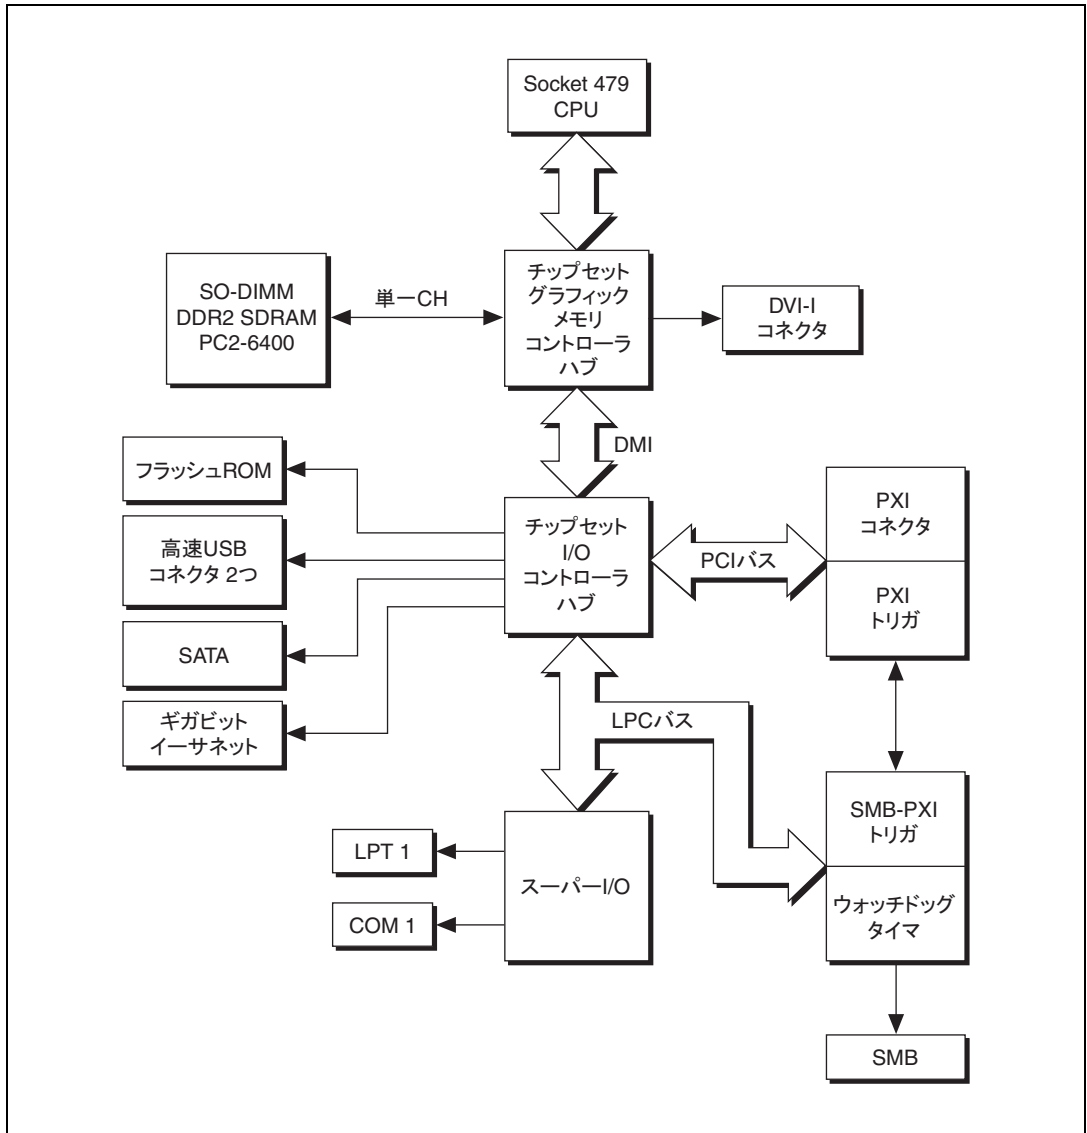 Socket 479
CPU
SO-DIMM
DDR2 SDRAM
PC2-6400
単一CH
チップセット
グラフィック
メモリ
コントローラ
ハブ
DVI-I
コネクタ
DMI
フラッシュROM
高速USB
コネクタ 2つ
SATA
ギガビット
イーサネット
チップセット
I/O
コントローラ
ハブ
PCIバス
PXI
コネクタ
PXI
トリガ
LPCバス
LPT 1
COM 1
スーパーI/O
SMB-PXI
トリガ
ウォッチドッグ
タイマ
SMB